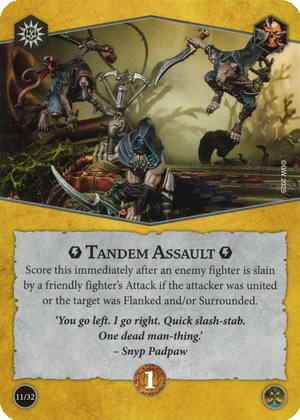 ©GW 2025
TANDEM ASSAULT
Score this immediately after an enemy fighter is slain
by a friendly fighter's Attack if the attacker was united
or the target was Flanked and/or Surrounded.
'You go left. I go right. Quick slash-stab.
One dead man-thing.'
– Snyp Padpaw
11/32
1